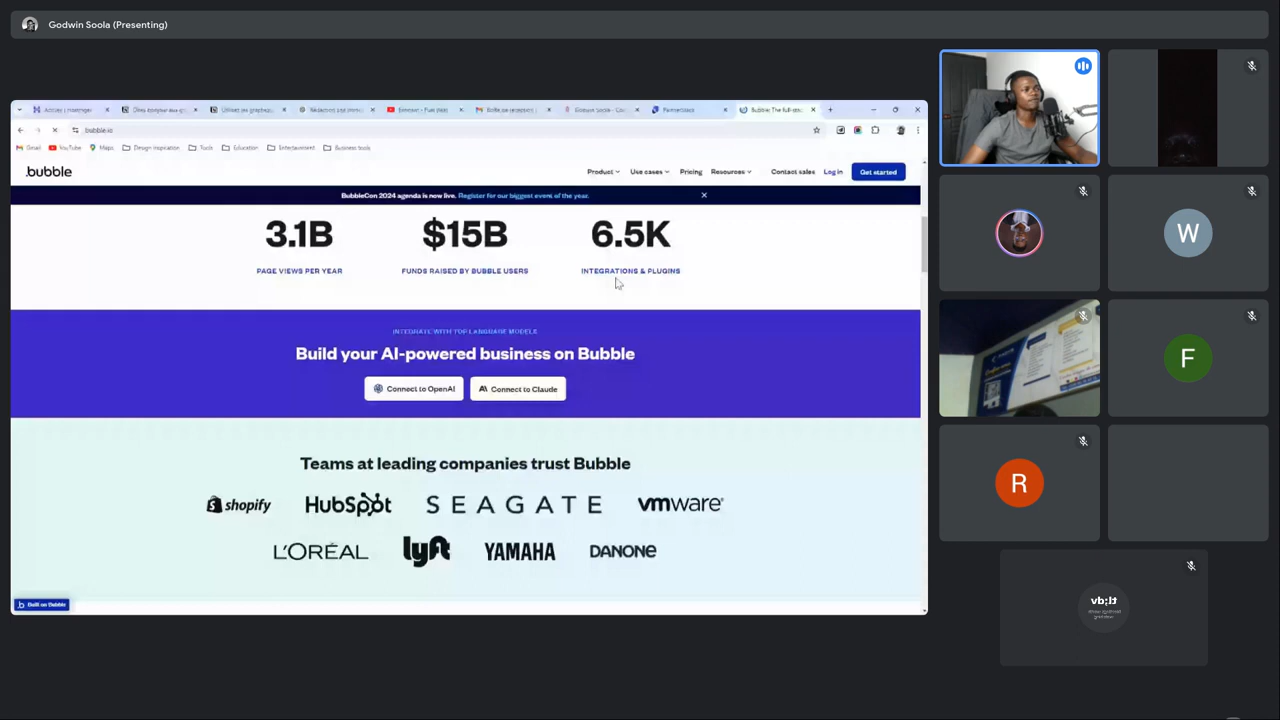 Godwin Soola (Presenting)
bubble.io
Gmail
YouTube
Maps
Design inspiration
Tools
Education
Entertainment
Business tools
.bubble
Product
Use cases
Pricing
Resources
Contact sales
Log in
Get started
BubbleCon 2024 agenda is now live. Register for our biggest event of the year.
3.1B
$15B
6.5K
PAGE VIEWS PER YEAR
FUNDS RAISED BY BUBBLE USERS
INTEGRATIONS & PLUGINS
INTEGRATE WITH TOP LANGUAGE MODELS
Build your AI-powered business on Bubble
Connect to OpenAI
Connect to Claude
Teams at leading companies trust Bubble
shopify
HubSpot
SEAGATE
vmware
L'ORÉAL
lyft
YAMAHA
DANONE
Built on Bubble
W
F
R